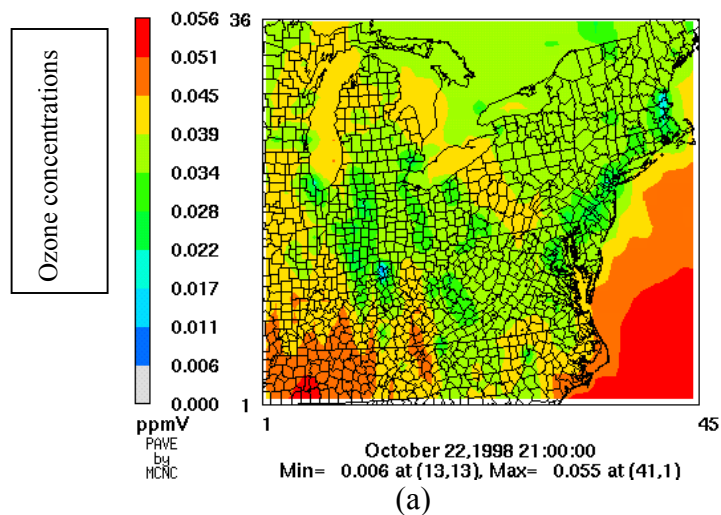 Ozone concentrations
0.056
0.051
0.045
0.039
0.034
0.028
0.022
0.017
0.011
0.006
0.000
ppmV
PAVE
by
MCNC
36
1
1
45
October 22,1998 21:00:00
Min= 0.006 at (13,13), Max= 0.055 at (41,1)
(a)